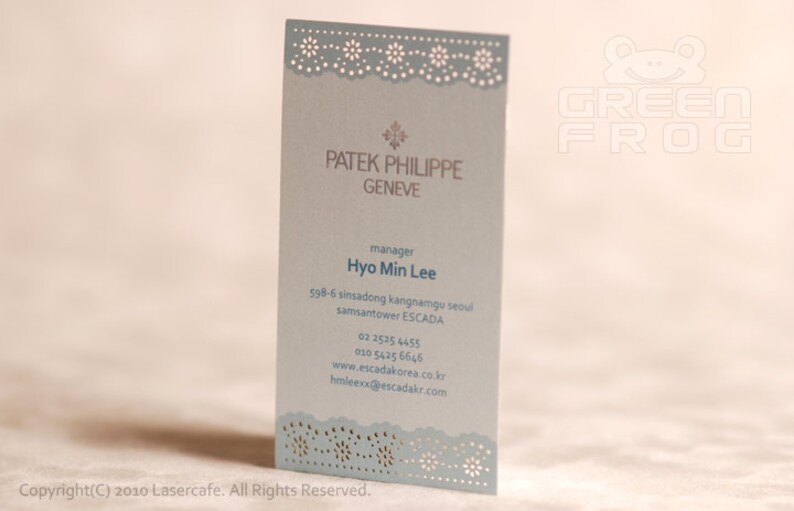 GREEN
FROG
PATEK PHILIPPE
GENEVE
manager
Hyo Min Lee
598-6 sinsadong kangnamgu seoul
samsantower ESCADA
02 2525 4455
010 5425 6646
www.escadakorea.co.kr
hmleexx@escadakr.com
Copyright(C) 2010 Lasercafe. All Rights Reserved.